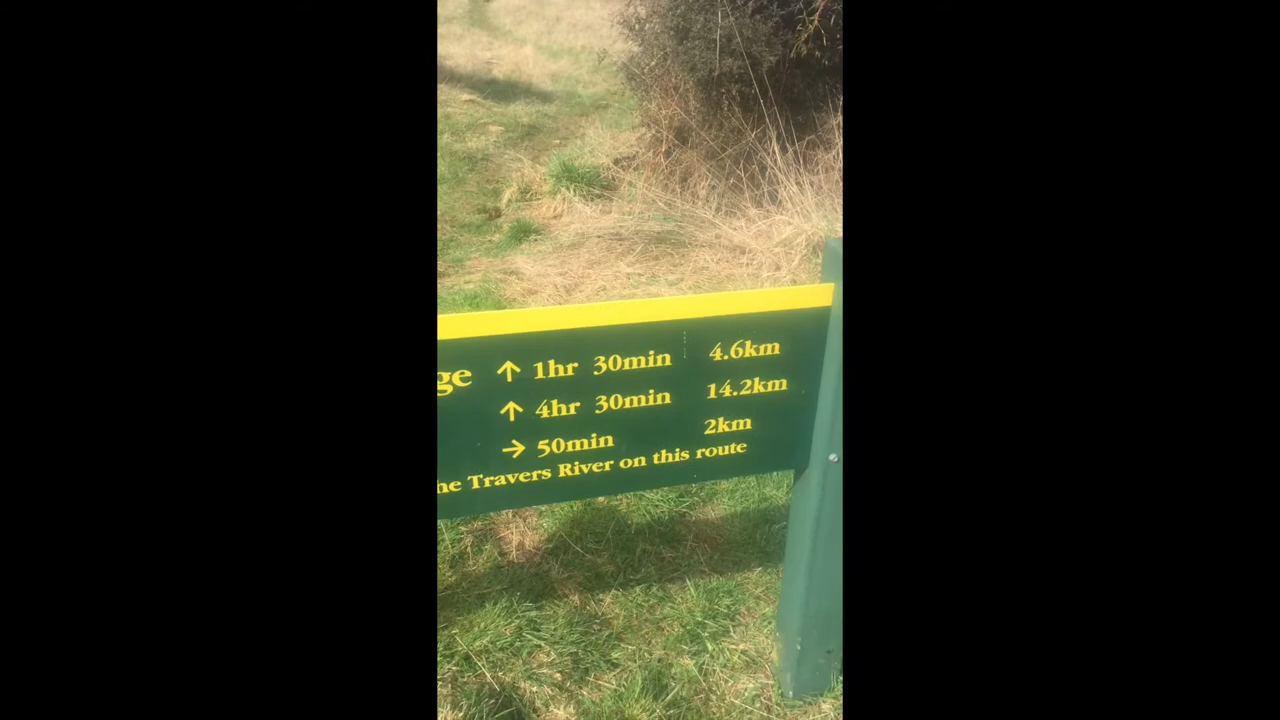 ge ↑ 1hr 30min 4.6km
↑ 4hr 30min 14.2km
→ 50min 2km
he Travers River on this route